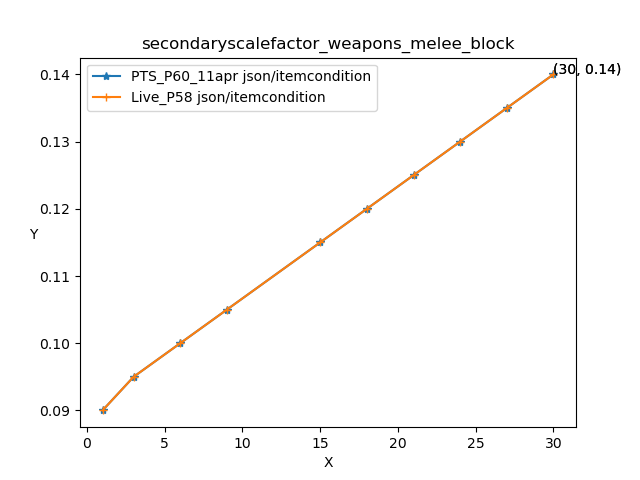 secondaryscalefactor_weapons_melee_block
PTS_P60_11apr json/itemcondition
Live_P58 json/itemcondition
(30, 0.14)
Y
0.14
0.13
0.12
0.11
0.10
0.09
0 5 10 15 20 25 30
X